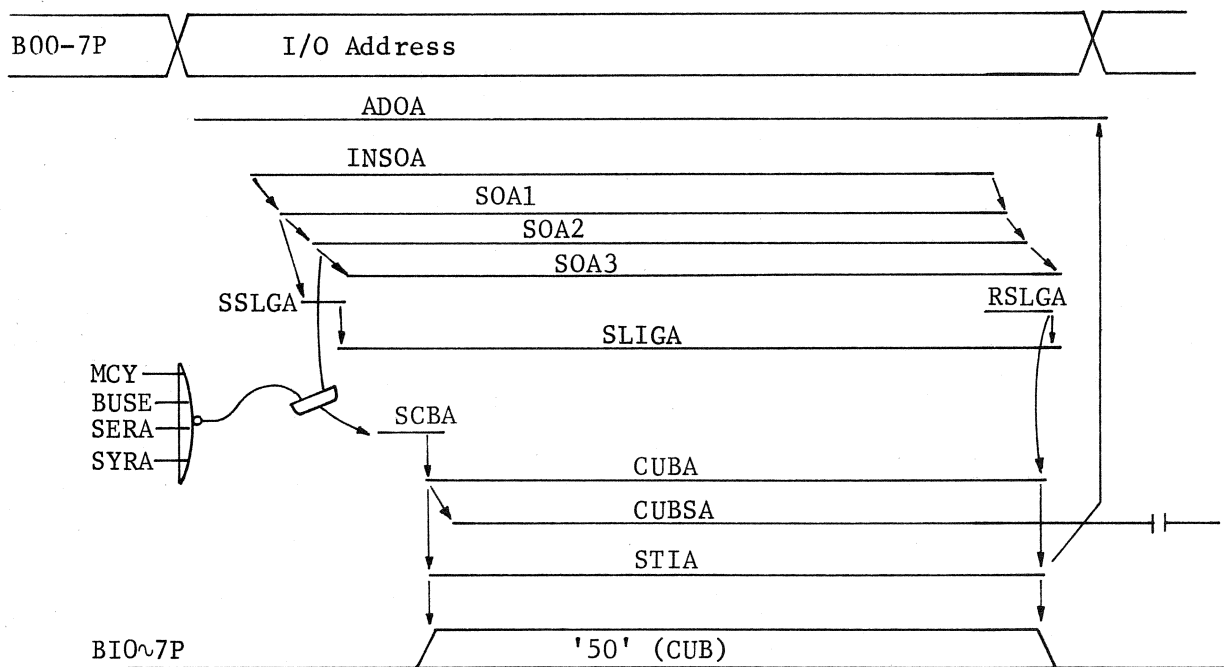 B00-7P I/O Address
ADOA
INSOA
SOA1
SOA2
SOA3
SSLGA
RSLGA
SLIGA
MCY
BUSE
SERA
SYRA
SCBA
CUBA
CUBSA
STIA
BI0~7P '50' (CUB)